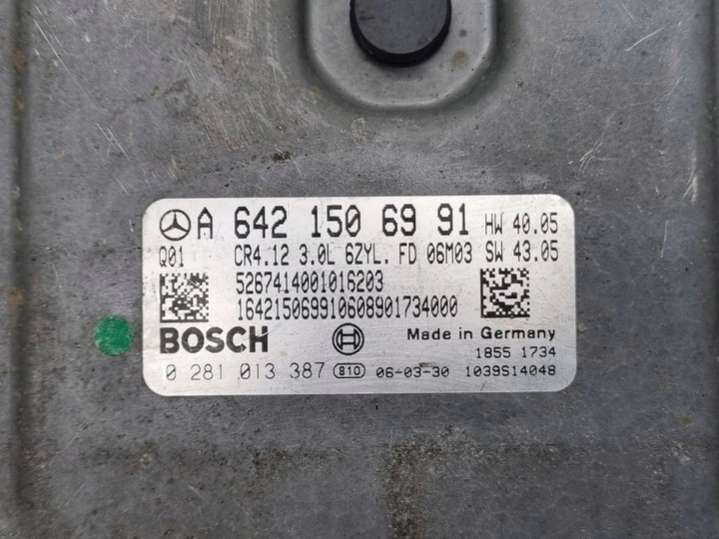 A 642 150 69 91 HW 40.05
Q01 CR4.12 3.0L 6ZYL. FD 06M03 SW 43.05
5267414001016203
164215069910608901734000
BOSCH Made in Germany
1855 1734
0 281 013 387 810 06-03-30 1039S14048